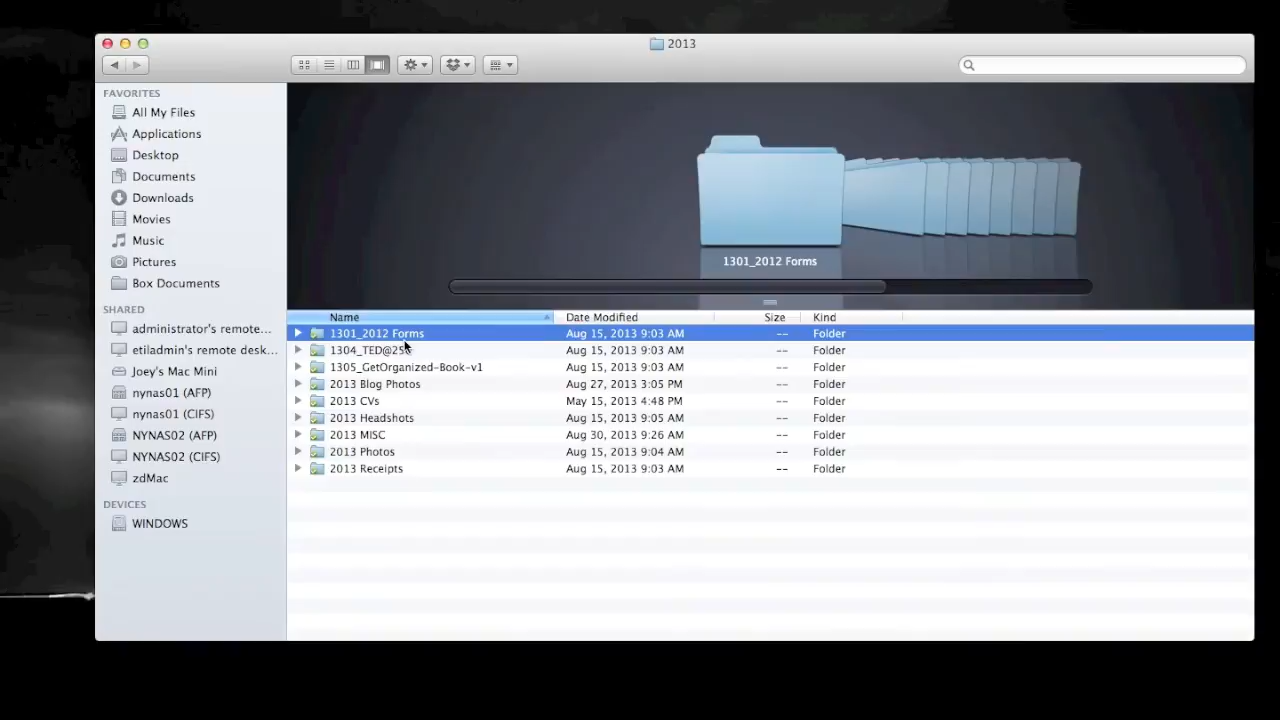 2013
FAVORITES
All My Files
Applications
Desktop
Documents
Downloads
Movies
Music
Pictures
Box Documents
SHARED
administrator's remote...
etiladmin's remote desk...
Joey's Mac Mini
nynas01 (AFP)
nynas01 (CIFS)
NYNAS02 (AFP)
NYNAS02 (CIFS)
zdMac
DEVICES
WINDOWS
1301_2012 Forms
Name Date Modified Size Kind
1301_2012 Forms Aug 15, 2013 9:03 AM -- Folder
Aug 15, 2013 9:03 AM -- Folder
1305_GetOrganized-Book-v1 Aug 15, 2013 9:03 AM -- Folder
2013 Blog Photos Aug 27, 2013 3:05 PM -- Folder
2013 CVs May 15, 2013 4:48 PM -- Folder
2013 Headshots Aug 15, 2013 9:05 AM -- Folder
2013 MISC Aug 30, 2013 9:26 AM -- Folder
2013 Photos Aug 15, 2013 9:04 AM -- Folder
2013 Receipts Aug 15, 2013 9:03 AM -- Folder